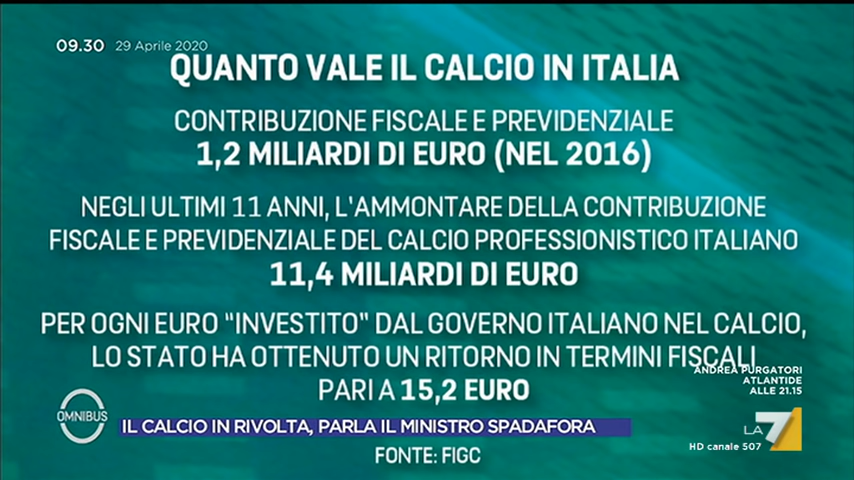 09.30 29 Aprile 2020
QUANTO VALE IL CALCIO IN ITALIA
CONTRIBUZIONE FISCALE E PREVIDENZIALE
1,2 MILIARDI DI EURO (NEL 2016)
NEGLI ULTIMI 11 ANNI, L'AMMONTARE DELLA CONTRIBUZIONE
FISCALE E PREVIDENZIALE DEL CALCIO PROFESSIONISTICO ITALIANO
11,4 MILIARDI DI EURO
PER OGNI EURO “INVESTITO” DAL GOVERNO ITALIANO NEL CALCIO,
LO STATO HA OTTENUTO UN RITORNO IN TERMINI FISCALI
PARI A 15,2 EURO
ANDREA PURGATORI
ATLANTIDE
ALLE 21.15
OMNIBUS
IL CALCIO IN RIVOLTA, PARLA IL MINISTRO SPADAFORA
LA7
HD canale 507
FONTE: FIGC